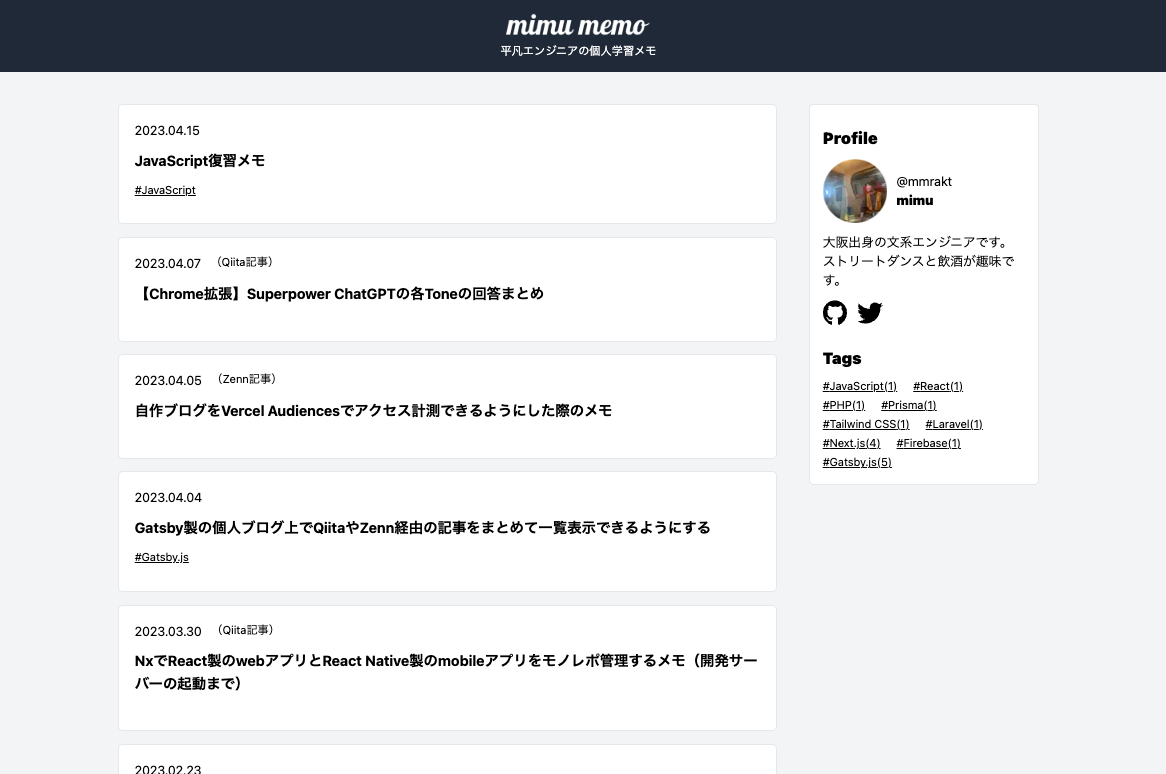 mimu memo
平凡エンジニアの個人学習メモ
2023.04.15
JavaScript復習メモ
#JavaScript
2023.04.07 （Qiita記事）
【Chrome拡張】Superpower ChatGPTの各Toneの回答まとめ
2023.04.05 （Zenn記事）
自作ブログをVercel Audiencesでアクセス計測できるようにした際のメモ
2023.04.04
Gatsby製の個人ブログ上でQiitaやZenn経由の記事をまとめて一覧表示できるようにする
#Gatsby.js
2023.03.30 （Qiita記事）
NxでReact製のwebアプリとReact Native製のmobileアプリをモノレポ管理するメモ（開発サー
バーの起動まで）
2023.02.23
Profile
@mmrakt
mimu
大阪出身の文系エンジニアです。
ストリートダンスと飲酒が趣味で
す。
Tags
#JavaScript(1) #React(1)
#PHP(1) #Prisma(1)
#Tailwind CSS(1) #Laravel(1)
#Next.js(4) #Firebase(1)
#Gatsby.js(5)